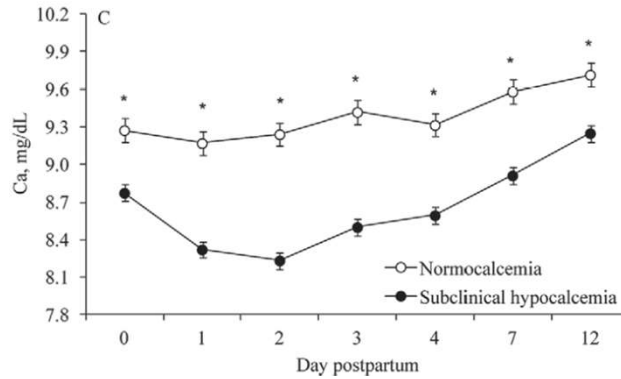 C
10.2
9.9
9.6
9.3
9.0
8.7
8.4
8.1
7.8
Ca, mg/dL
* * * * * * *
Normocalcemia
Subclinical hypocalcemia
0 1 2 3 4 7 12
Day postpartum